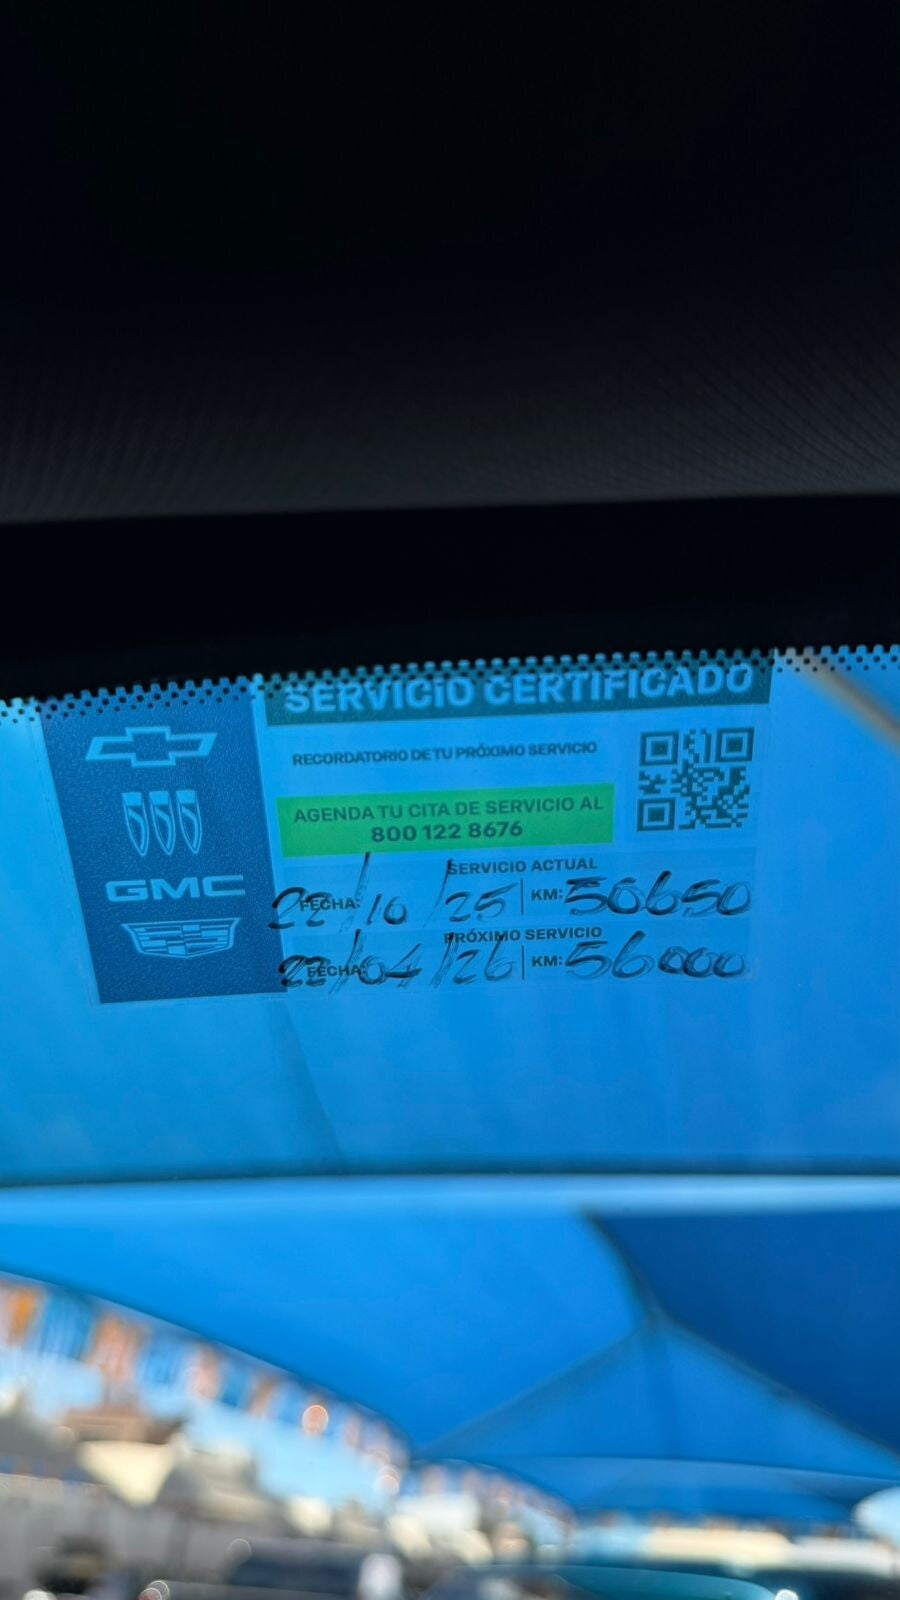 SERVICIO CERTIFICADO
RECORDATORIO DE TU PRÓXIMO SERVICIO
AGENDA TU CITA DE SERVICIO AL
800 122 8676
GMC
SERVICIO ACTUAL
FECHA: 22/10/25 KM: 50650
PRÓXIMO SERVICIO
FECHA: 22/04/26 KM: 56000